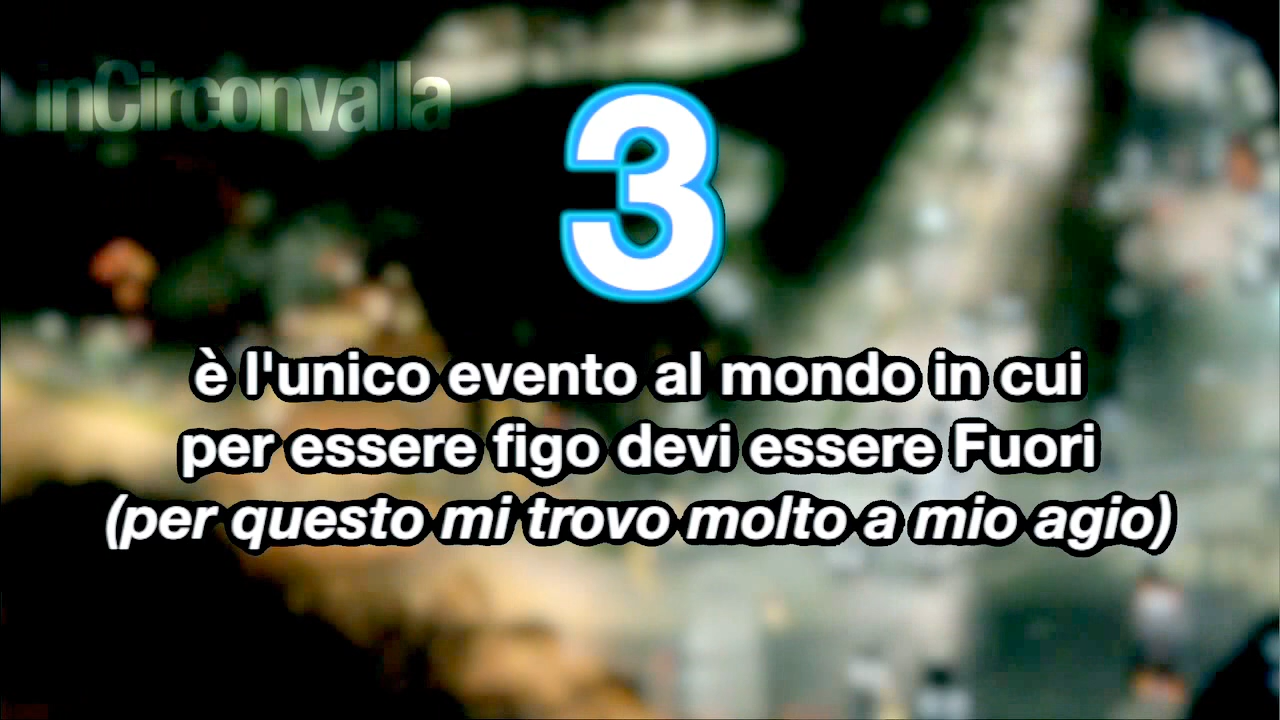 inCirconvalla
3
è l'unico evento al mondo in cui
per essere figo devi essere Fuori
(per questo mi trovo molto a mio agio)